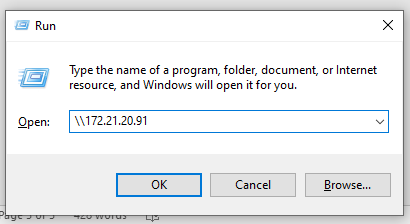 Run
Type the name of a program, folder, document, or Internet
resource, and Windows will open it for you.
Open: \\172.21.20.91
OK Cancel Browse...
words